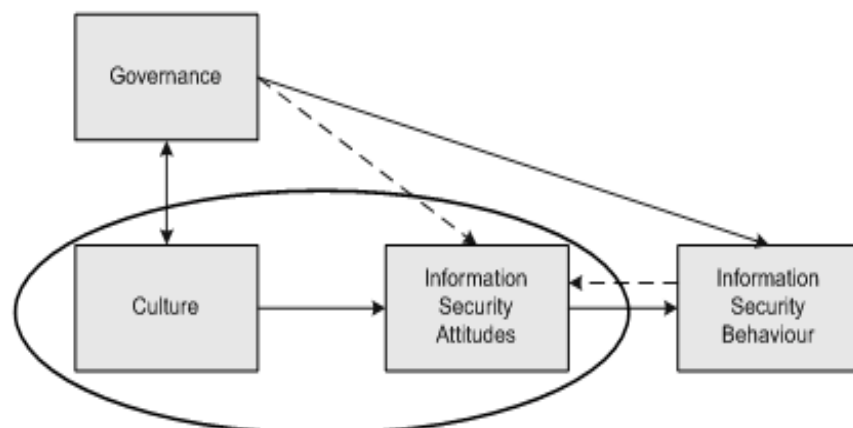 Governance
Culture
Information
Security
Attitudes
Information
Security
Behaviour